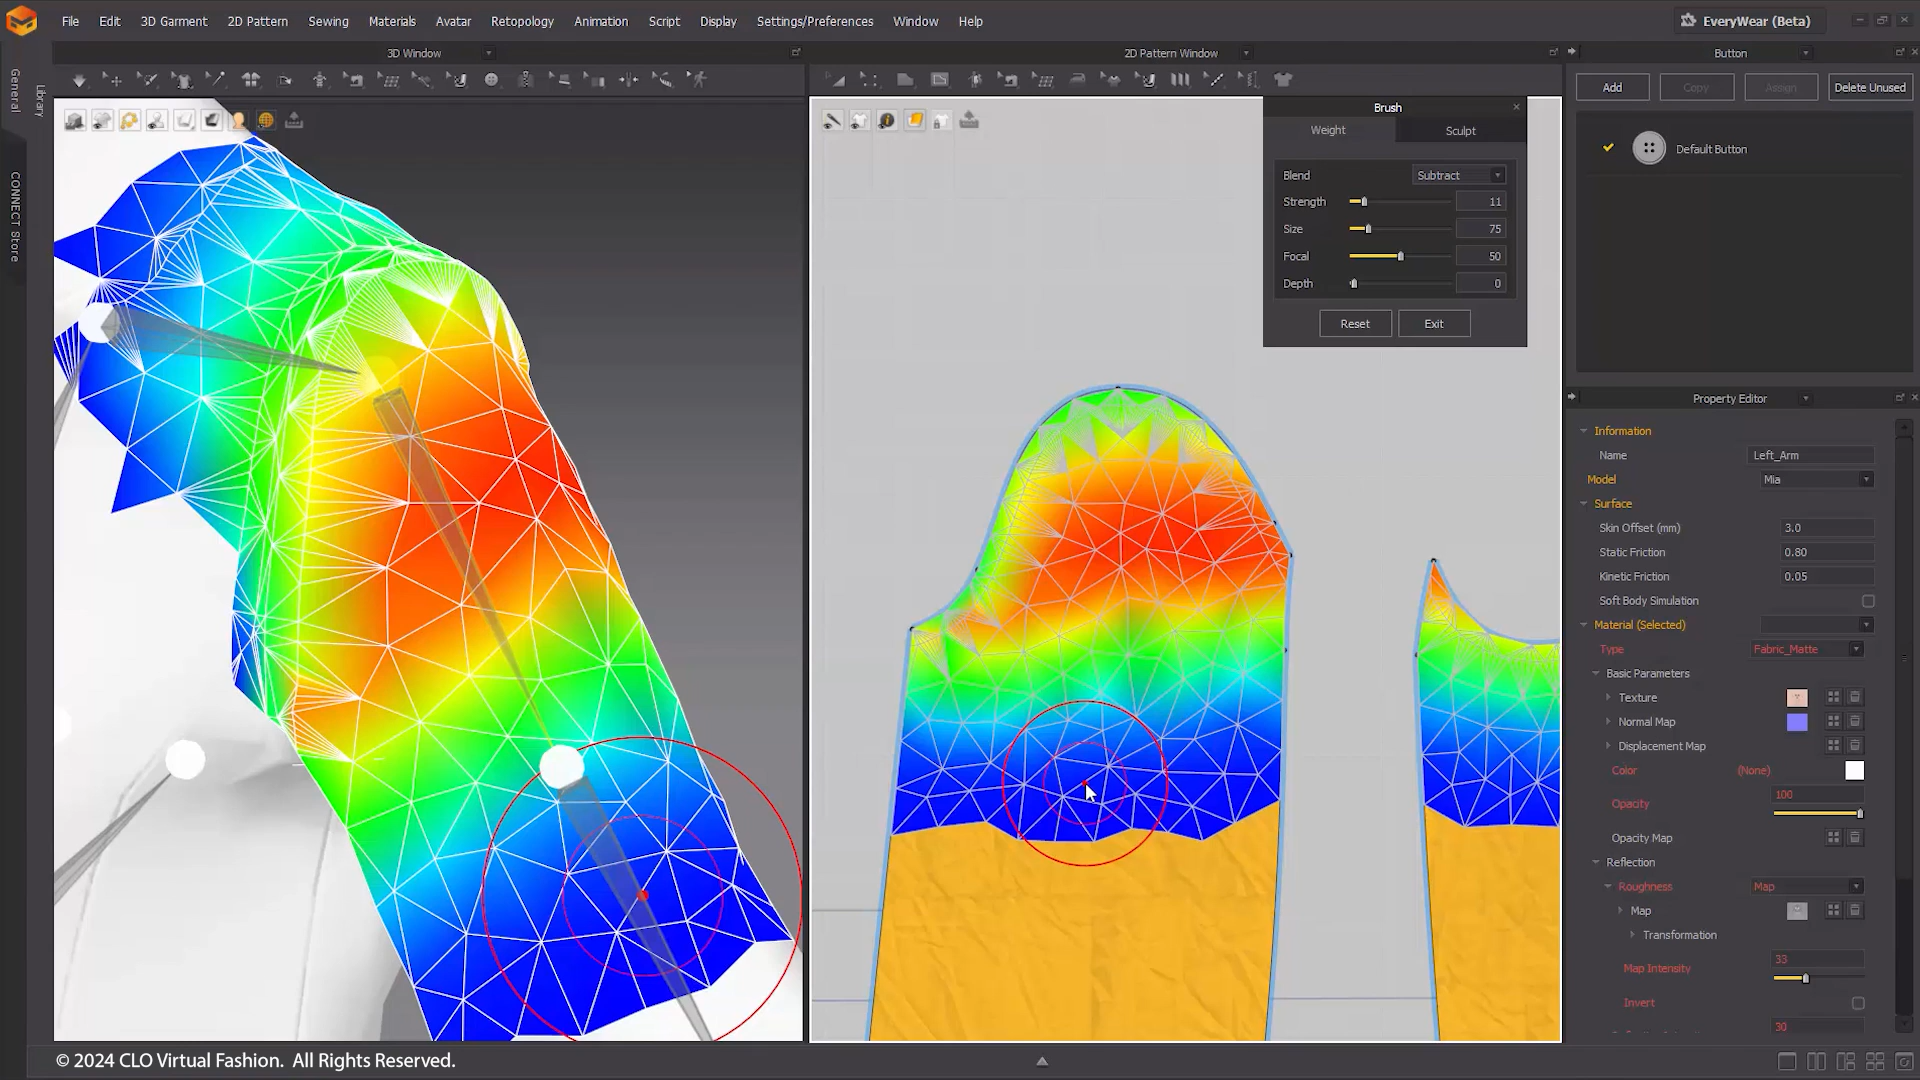 File Edit 3D Garment 2D Pattern Sewing Materials Avatar Retopology Animation Script Display Settings/Preferences Window Help EveryWear (Beta)
3D Window 2D Pattern Window Button
General
Library
CONNECT Store
Add Copy Assign Delete Unused
Default Button
Brush
Weight Sculpt
Blend Subtract
Strength 11
Size 75
Focal 50
Depth 0
Reset Exit
Property Editor
Information
Name Left_Arm
Model Mia
Surface
Skin Offset (mm) 3.0
Static Friction 0.80
Kinetic Friction 0.05
Soft Body Simulation
Material (Selected)
Type Fabric_Matte
Basic Parameters
Texture
Normal Map
Displacement Map
Color (None)
Opacity 100
Opacity Map
Reflection
Roughness Map
Map
Transformation
Map Intensity 33
Invert
30
© 2024 CLO Virtual Fashion. All Rights Reserved.